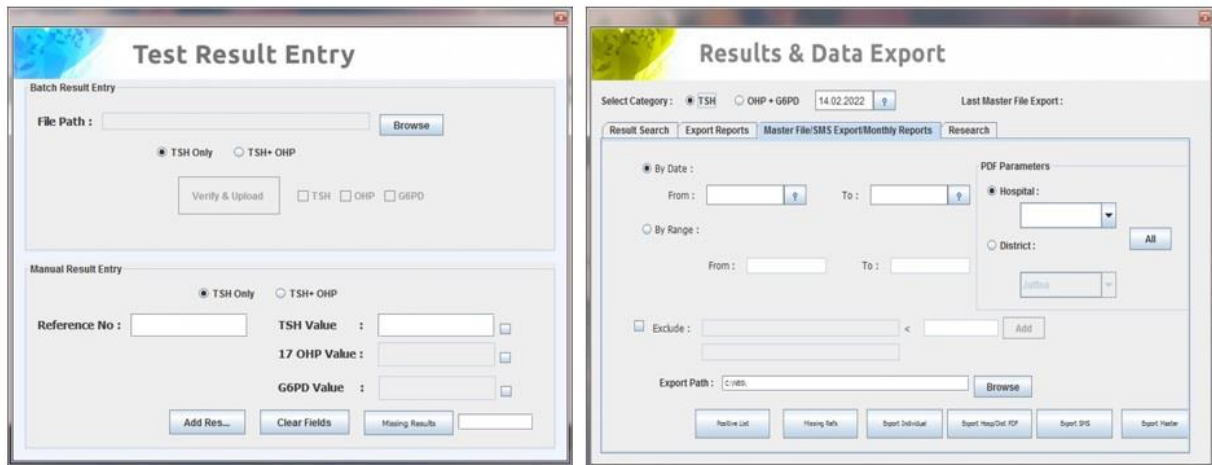 Test Result Entry
Batch Result Entry
File Path :
Browse
TSH Only TSH+ OHP
Verify & Upload TSH OHP G6PD
Manual Result Entry
TSH Only TSH+ OHP
Reference No : TSH Value :
17 OHP Value :
G6PD Value :
Add Res... Clear Fields Missing Results
Results & Data Export
Select Category : TSH OHP + G6PD 14.02.2022 Last Master File Export :
Result Search Export Reports Master File/SMS Export/Monthly Reports Research
By Date : PDF Parameters
From : To : Hospital :
By Range : All
District :
From : To :
Jaffna
Exclude : < Add
Export Path : Browse
Positive List Missing Refs Export Individual Export Hosp/Dist PDF Export SMS Export Master